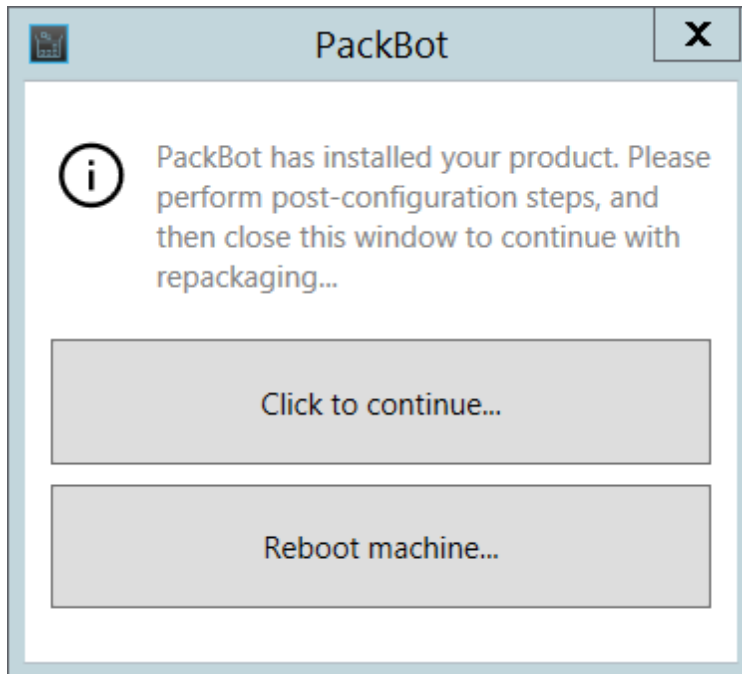 PackBot
X
PackBot has installed your product. Please
perform post-configuration steps, and
then close this window to continue with
repackaging...
Click to continue...
Reboot machine...